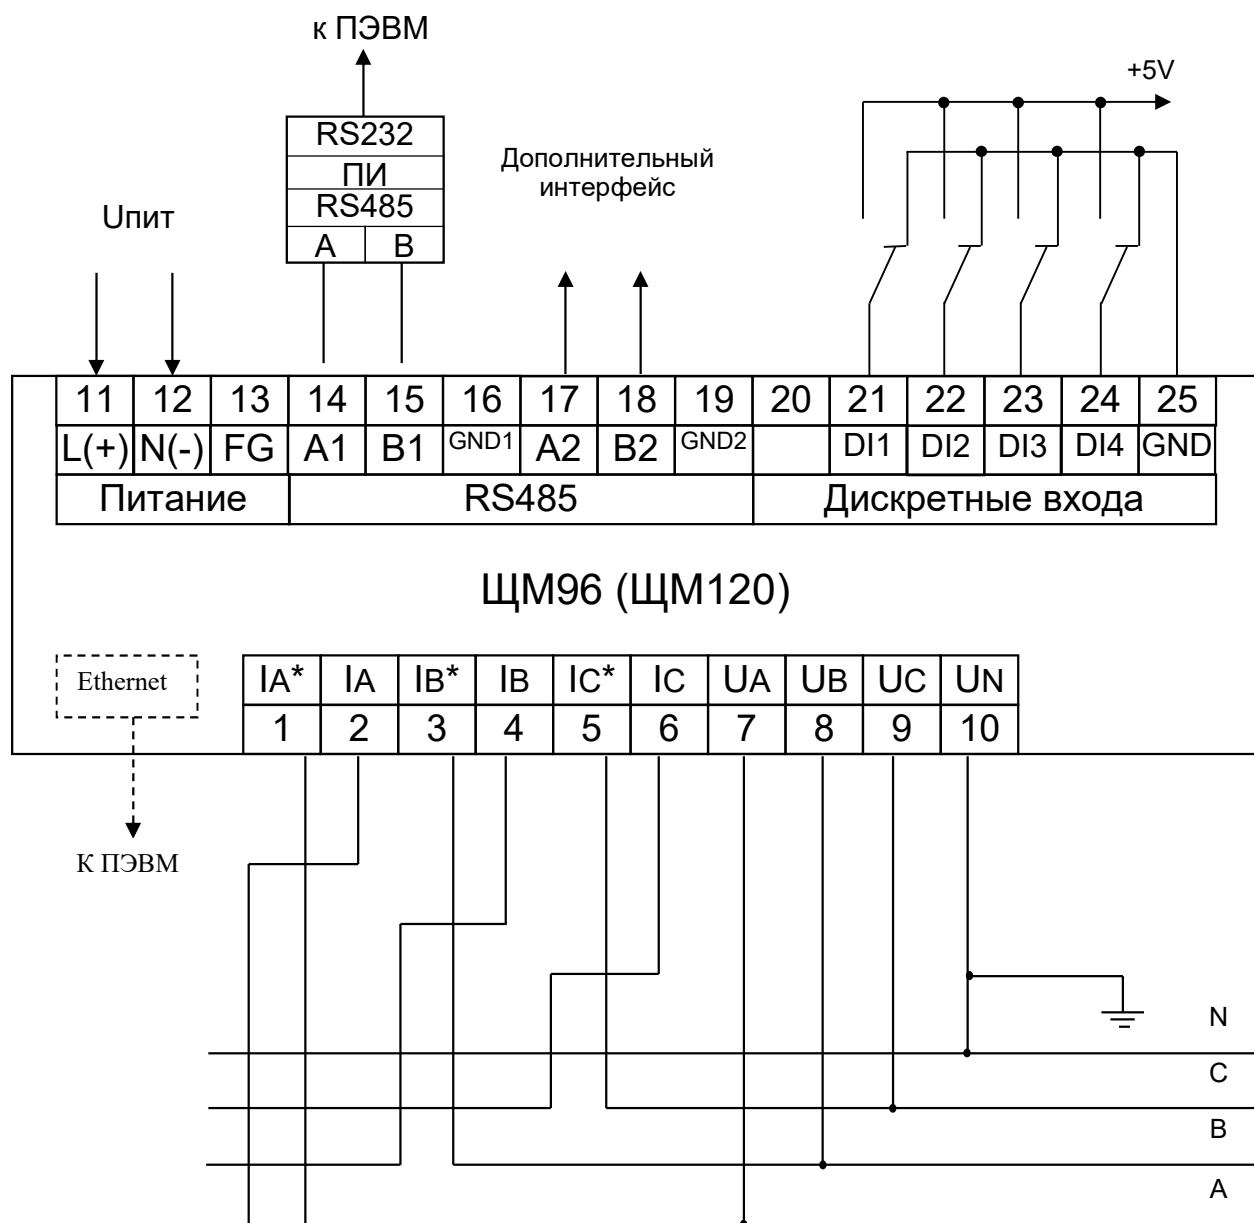 к ПЭВМ
+5V
RS232
ПИ
RS485
A B
Дополнительный
интерфейс
Uпит
11 12 13 14 15 16 17 18 19 20 21 22 23 24 25
L(+) N(-) FG A1 B1 GND1 A2 B2 GND2 DI1 DI2 DI3 DI4 GND
Питание RS485 Дискретные входа
ЩМ96 (ЩМ120)
Ethernet
IA* IA IB* IB IC* IC UA UB UC UN
1 2 3 4 5 6 7 8 9 10
К ПЭВМ
N
C
B
A